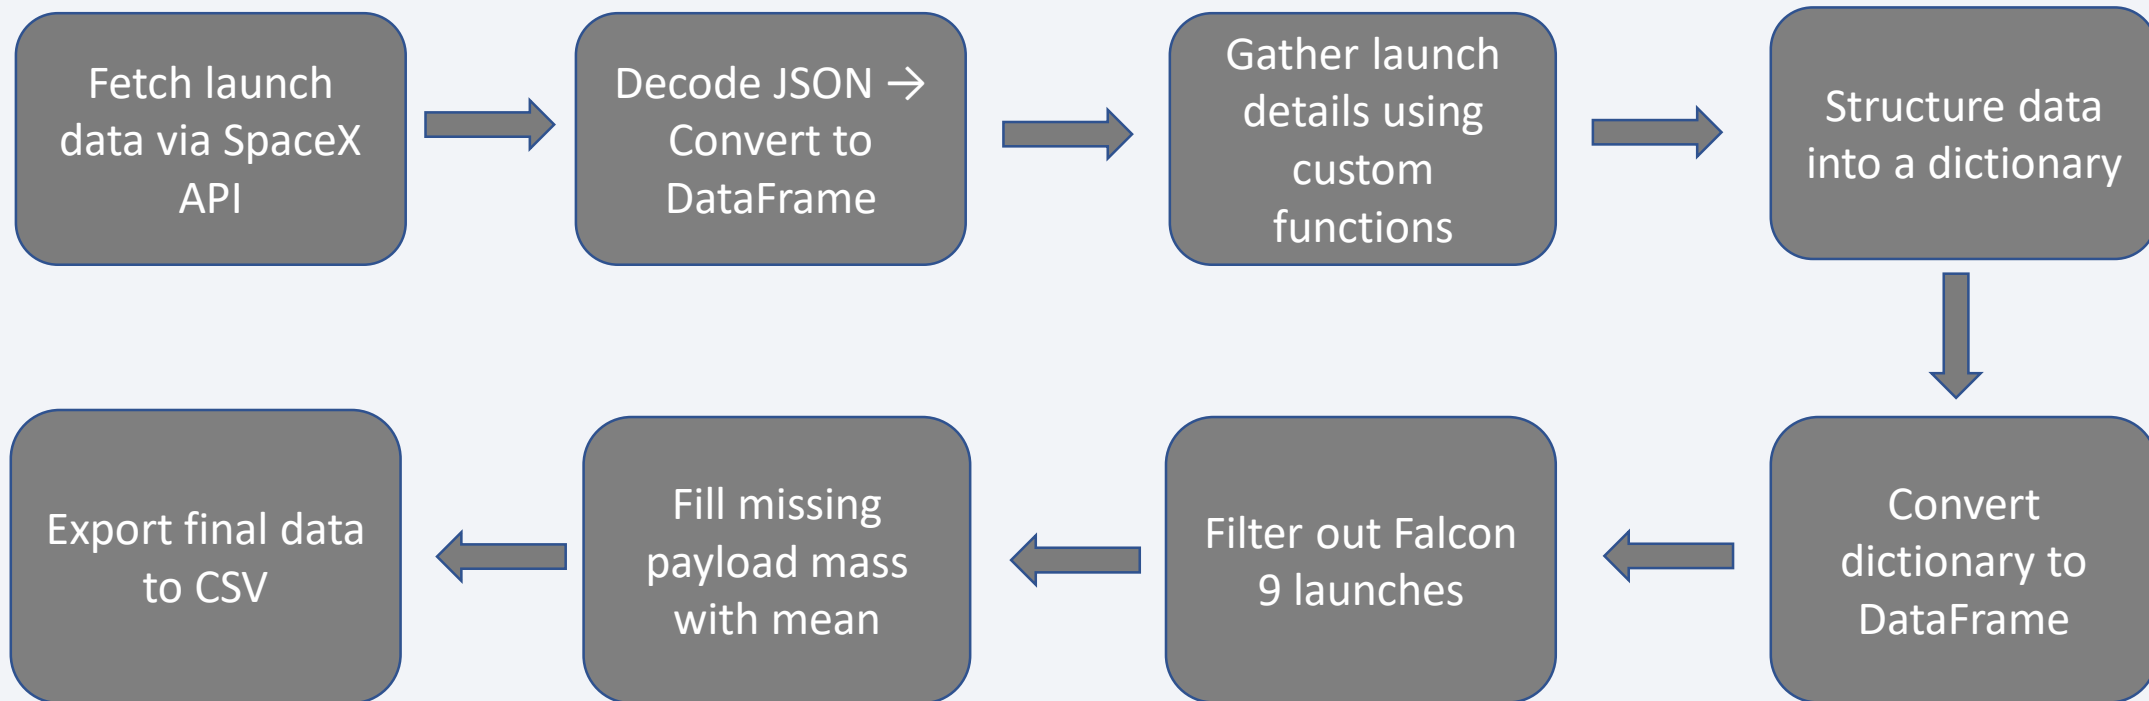 Fetch launch
data via SpaceX
API
Decode JSON →
Convert to
DataFrame
Gather launch
details using
custom
functions
Structure data
into a dictionary
Convert
dictionary to
DataFrame
Filter out Falcon
9 launches
Fill missing
payload mass
with mean
Export final data
to CSV